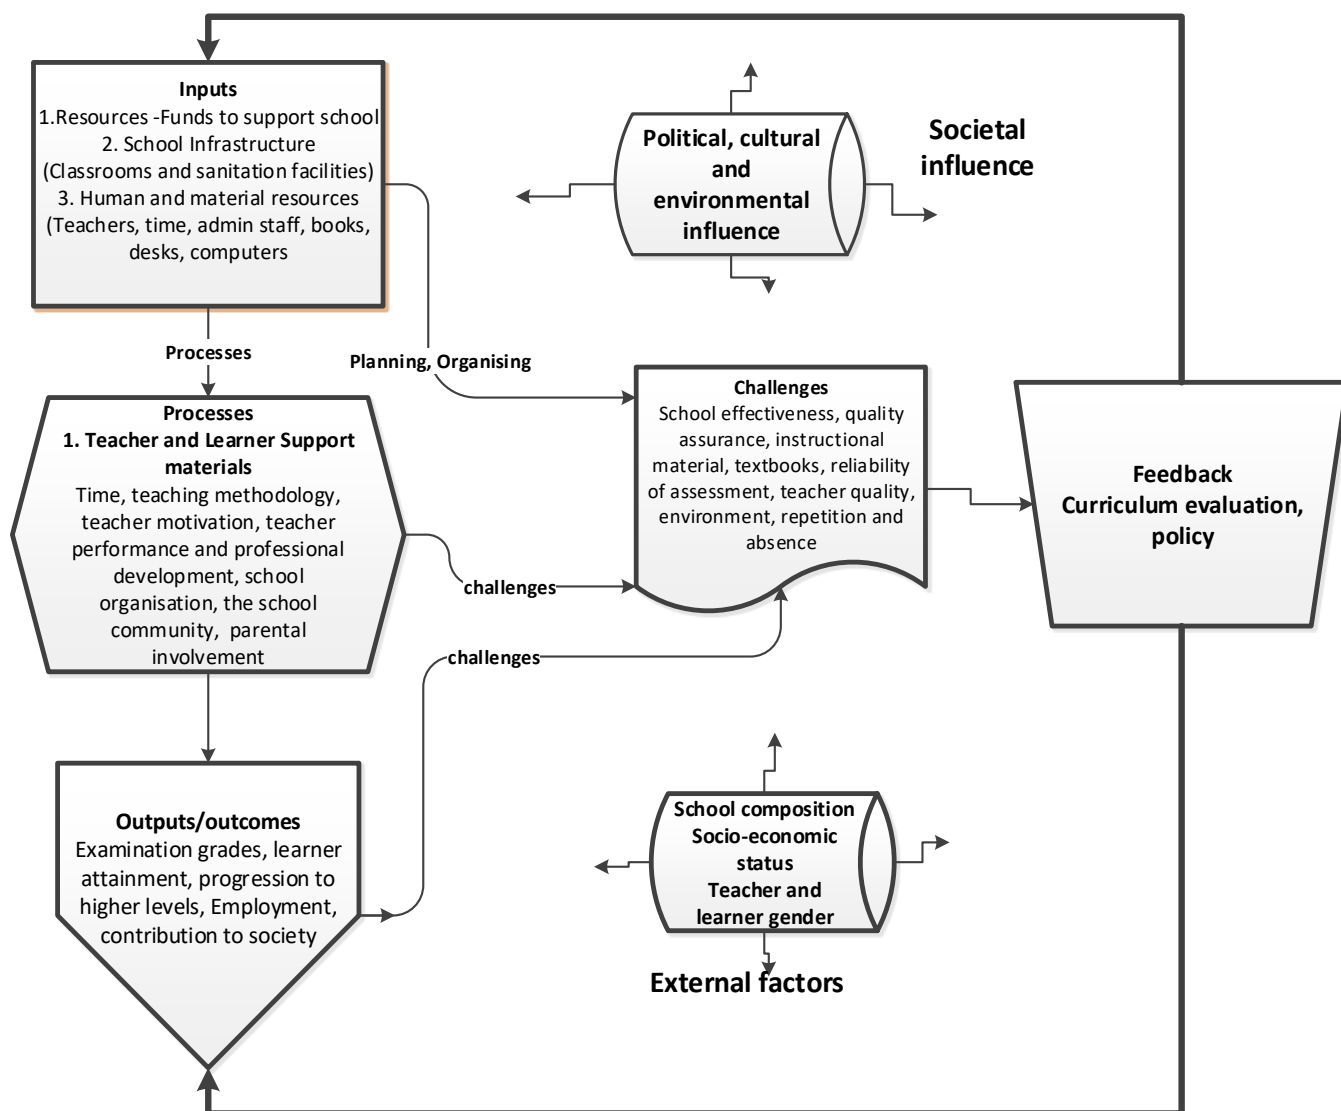 Inputs
1.Resources -Funds to support school
2. School Infrastructure
(Classrooms and sanitation facilities)
3. Human and material resources
(Teachers, time, admin staff, books,
desks, computers
Political, cultural
and
environmental
influence
Societal
influence
Processes
Planning, Organising
Processes
1. Teacher and Learner Support
materials
Time, teaching methodology,
teacher motivation, teacher
performance and professional
development, school
organisation, the school
community, parental
involvement
challenges
challenges
Challenges
School effectiveness, quality
assurance, instructional
material, textbooks, reliability
of assessment, teacher quality,
environment, repetition and
absence
Feedback
Curriculum evaluation,
policy
Outputs/outcomes
Examination grades, learner
attainment, progression to
higher levels, Employment,
contribution to society
School composition
Socio-economic
status
Teacher and
learner gender
External factors